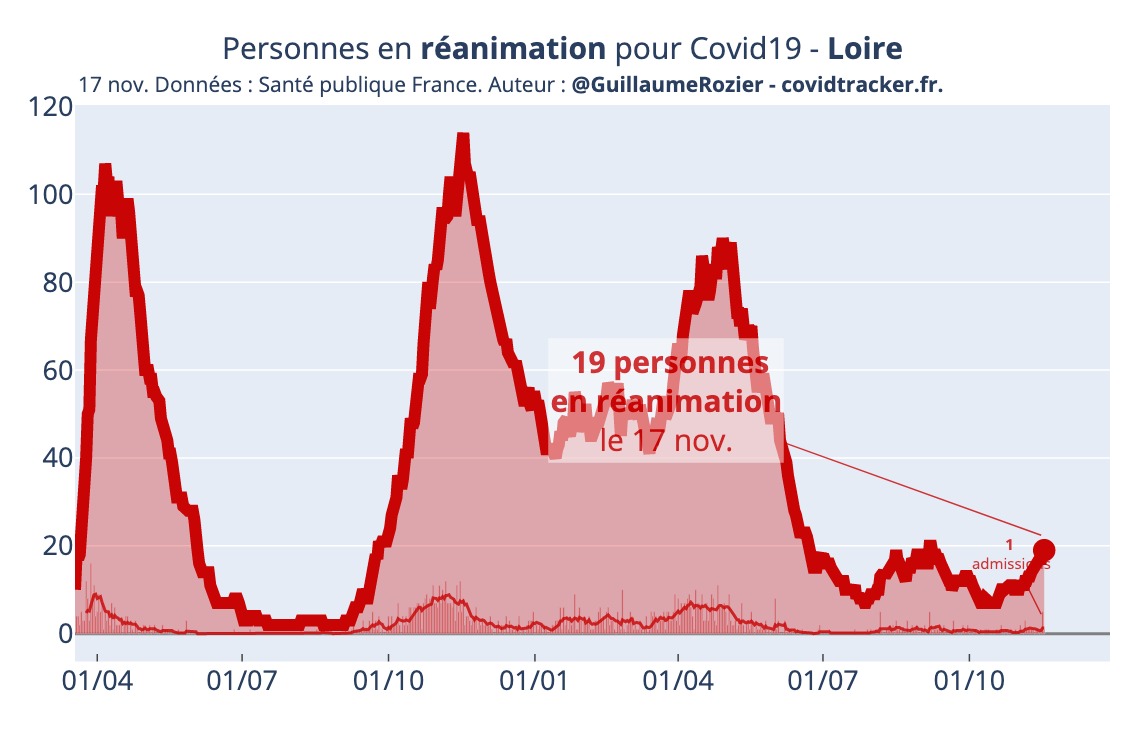 Personnes en réanimation pour Covid19 - Loire
17 nov. Données : Santé publique France. Auteur : @GuillaumeRozier - covidtracker.fr.
120
100
80
60
40
20
0
19 personnes
en réanimation
le 17 nov.
1
admissions
01/04
01/07
01/10
01/01
01/04
01/07
01/10